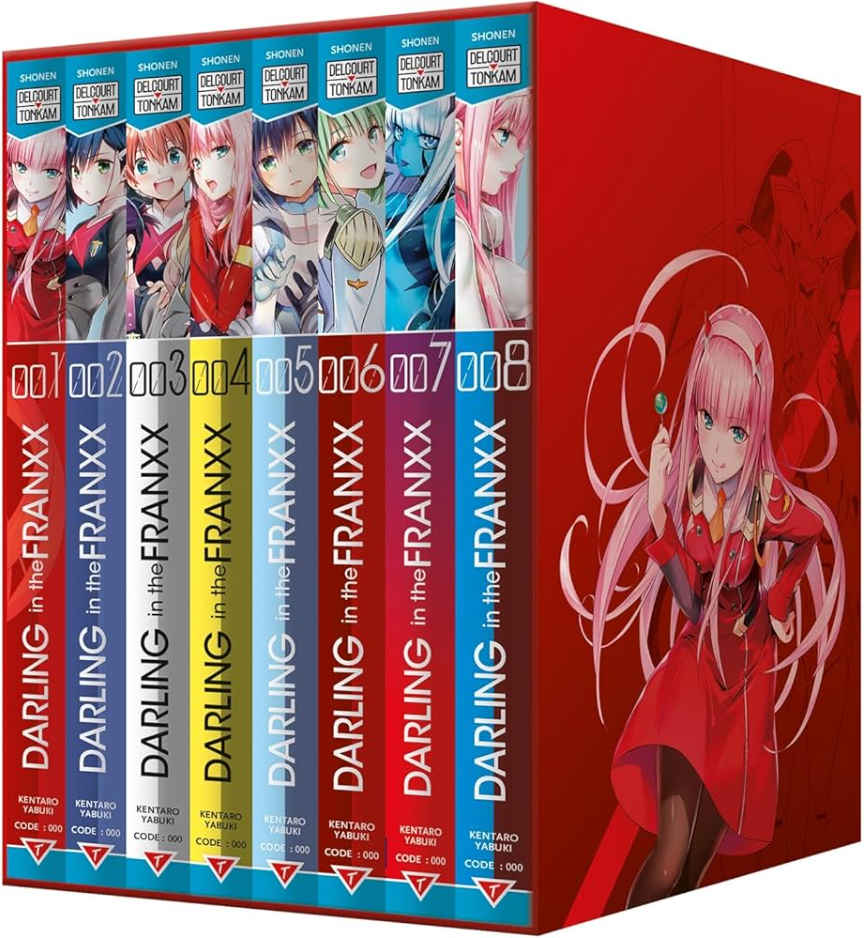 SHONEN
DELCOURT
TONKAM
001
DARLING in the FRANXX
KENTARO
YABUKI
CODE : 000
T
SHONEN
DELCOURT
TONKAM
002
DARLING in the FRANXX
KENTARO
YABUKI
CODE : 000
T
SHONEN
DELCOURT
TONKAM
003
DARLING in the FRANXX
KENTARO
YABUKI
CODE : 000
T
SHONEN
DELCOURT
TONKAM
004
DARLING in the FRANXX
KENTARO
YABUKI
CODE : 000
T
SHONEN
DELCOURT
TONKAM
005
DARLING in the FRANXX
KENTARO
YABUKI
CODE : 000
T
SHONEN
DELCOURT
TONKAM
006
DARLING in the FRANXX
KENTARO
YABUKI
CODE : 000
T
SHONEN
DELCOURT
TONKAM
007
DARLING in the FRANXX
KENTARO
YABUKI
CODE : 000
T
SHONEN
DELCOURT
TONKAM
008
DARLING in the FRANXX
KENTARO
YABUKI
CODE : 000
T